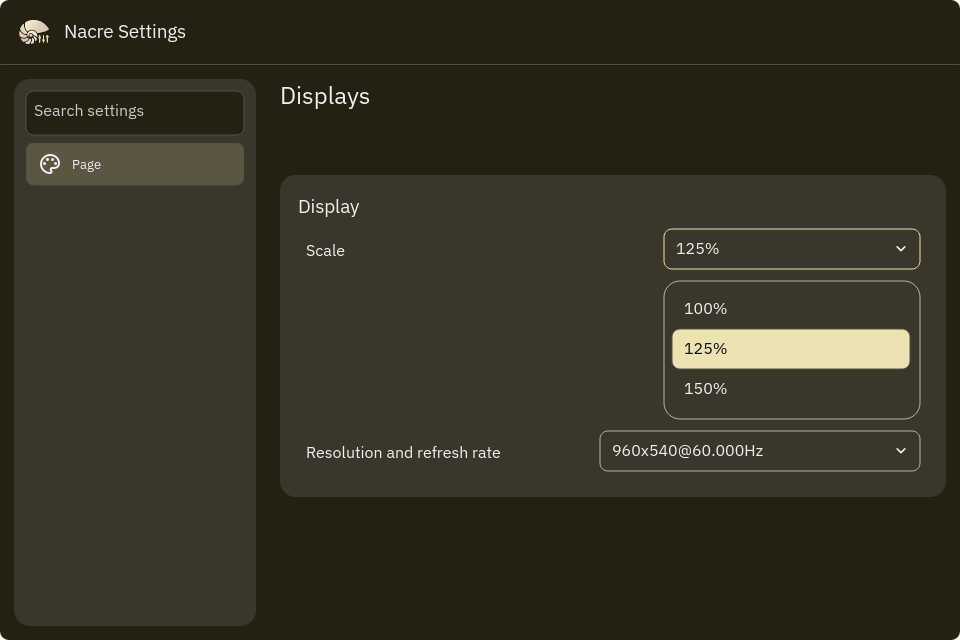 Nacre Settings
Search settings
Page
Displays
Display
Scale
125%
100%
125%
150%
Resolution and refresh rate
960x540@60.000Hz